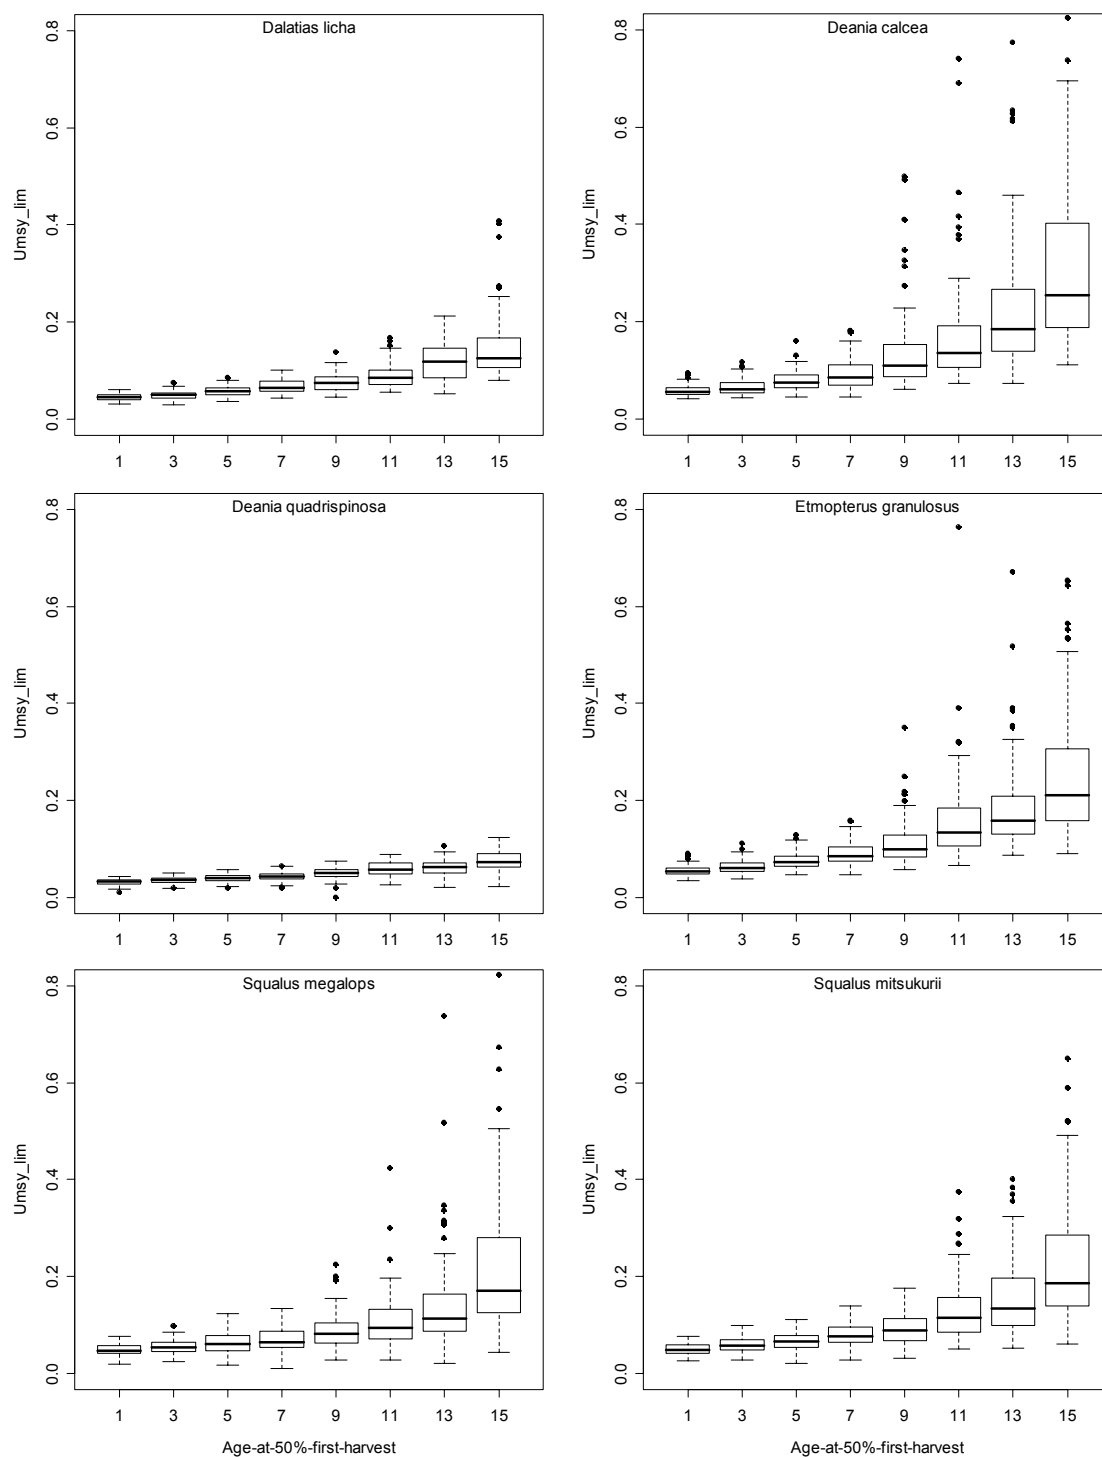 Dalatias licha
Umsy_lim
0.0 0.2 0.4 0.6 0.8
1 3 5 7 9 11 13 15
Deania calcea
Umsy_lim
0.0 0.2 0.4 0.6 0.8
1 3 5 7 9 11 13 15
Deania quadrispinosa
Umsy_lim
0.0 0.2 0.4 0.6 0.8
1 3 5 7 9 11 13 15
Etmopterus granulosus
Umsy_lim
0.0 0.2 0.4 0.6 0.8
1 3 5 7 9 11 13 15
Squalus megalops
Umsy_lim
0.0 0.2 0.4 0.6 0.8
1 3 5 7 9 11 13 15
Age-at-50%-first-harvest
Squalus mitsukurii
Umsy_lim
0.0 0.2 0.4 0.6 0.8
1 3 5 7 9 11 13 15
Age-at-50%-first-harvest